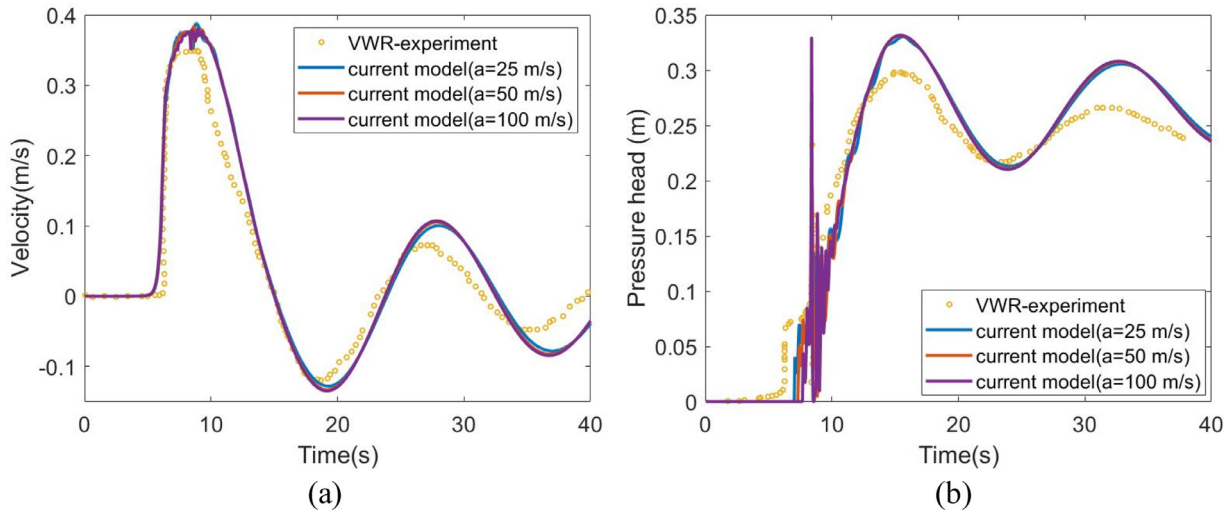 0.4
0.3
0.2
0.1
0
-0.1
Velocity(m/s)
VWR-experiment
current model(a=25 m/s)
current model(a=50 m/s)
current model(a=100 m/s)
0 10 20 30 40
Time(s)
(a)
0.35
0.3
0.25
0.2
0.15
0.1
0.05
0
Pressure head (m)
VWR-experiment
current model(a=25 m/s)
current model(a=50 m/s)
current model(a=100 m/s)
0 10 20 30 40
Time(s)
(b)